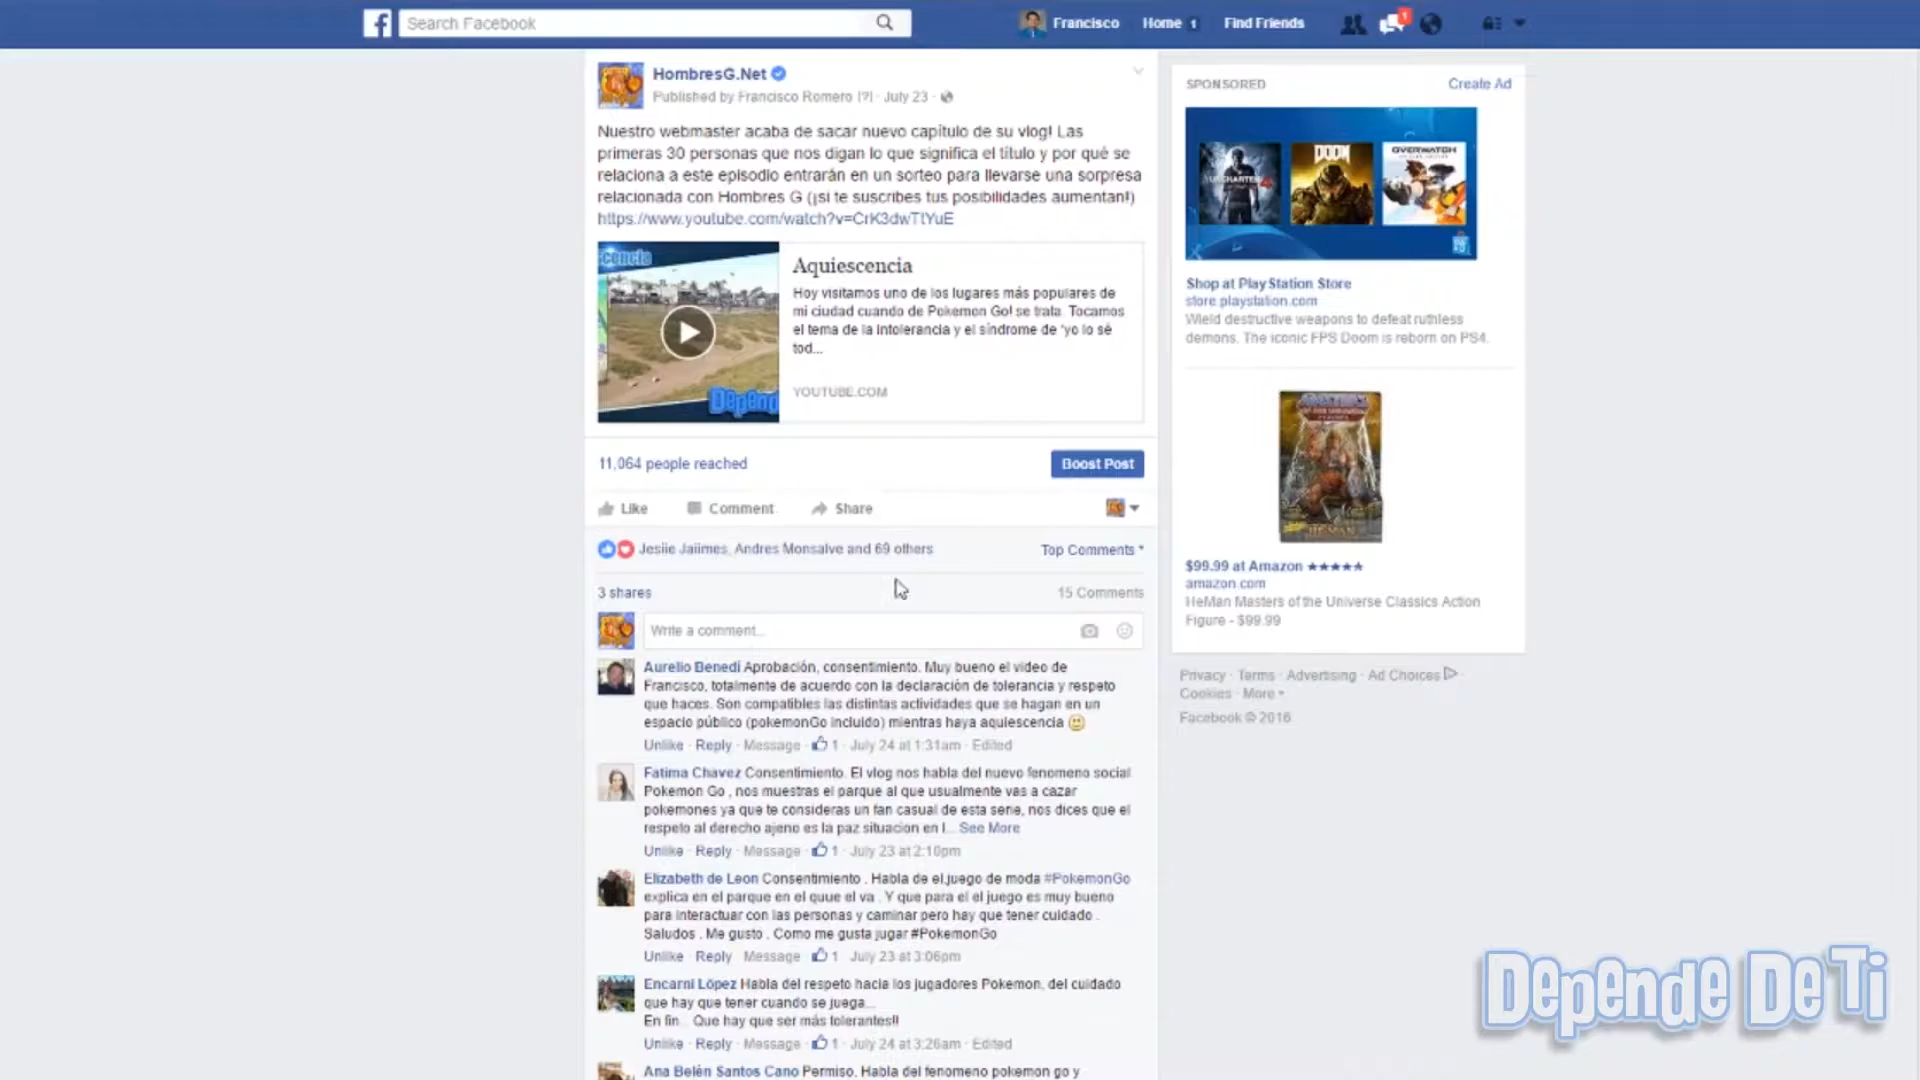 Search Facebook
Francisco
Home 1
Find Friends
1
HombresG.Net
Published by Francisco Romero [?] · July 23 ·
Nuestro webmaster acaba de sacar nuevo capítulo de su vlog! Las
primeras 30 personas que nos digan lo que significa el título y por qué se
relaciona a este episodio entrarán en un sorteo para llevarse una sorpresa
relacionada con Hombres G (¡si te suscribes tus posibilidades aumentan!)
https://www.youtube.com/watch?v=CrK3dwTtYuE
cencia
Depend
Aquiescencia
Hoy visitamos uno de los lugares más populares de
mi ciudad cuando de Pokemon Go! se trata. Tocamos
el tema de la intolerancia y el síndrome de 'yo lo sé
tod...
YOUTUBE.COM
11,064 people reached
Boost Post
Like
Comment
Share
Jesiie Jaiimes, Andres Monsalve and 69 others
Top Comments
3 shares
15 Comments
Write a comment...
Aurelio Benedí Aprobación, consentimiento. Muy bueno el video de
Francisco, totalmente de acuerdo con la declaración de tolerancia y respeto
que haces. Son compatibles las distintas actividades que se hagan en un
espacio público (pokemonGo incluido) mientras haya aquiescencia
Unlike · Reply · Message · 1 · July 24 at 1:31am · Edited
Fatima Chavez Consentimiento. El vlog nos habla del nuevo fenomeno social
Pokemon Go , nos muestras el parque al que usualmente vas a cazar
pokemones ya que te consideras un fan casual de esta serie, nos dices que el
respeto al derecho ajeno es la paz situacion en l... See More
Unlike · Reply · Message · 1 · July 23 at 2:10pm
Elizabeth de Leon Consentimiento . Habla de el.juego de moda #PokemonGo
explica en el parque en el quue el va . Y que para el el juego es muy bueno
para interactuar con las personas y caminar pero hay que tener cuidado .
Saludos . Me gusto . Como me gusta jugar #PokemonGo
Unlike · Reply · Message · 1 · July 23 at 3:06pm
Encarni López Habla del respeto hacia los jugadores Pokemon, del cuidado
que hay que tener cuando se juega...
En fin... Que hay que ser más tolerantes!!
Unlike · Reply · Message · 1 · July 24 at 3:26am · Edited
Ana Belén Santos Cano Permiso. Habla del fenomeno pokemon go y
SPONSORED
Create Ad
UNCHARTED 4
DOOM
OVERWATCH
Shop at PlayStation Store
store.playstation.com
Wield destructive weapons to defeat ruthless
demons. The iconic FPS Doom is reborn on PS4.
$99.99 at Amazon ★★★★★
amazon.com
HeMan Masters of the Universe Classics Action
Figure - $99.99
Privacy · Terms · Advertising · Ad Choices ·
Cookies · More
Facebook © 2016
Depende De Ti